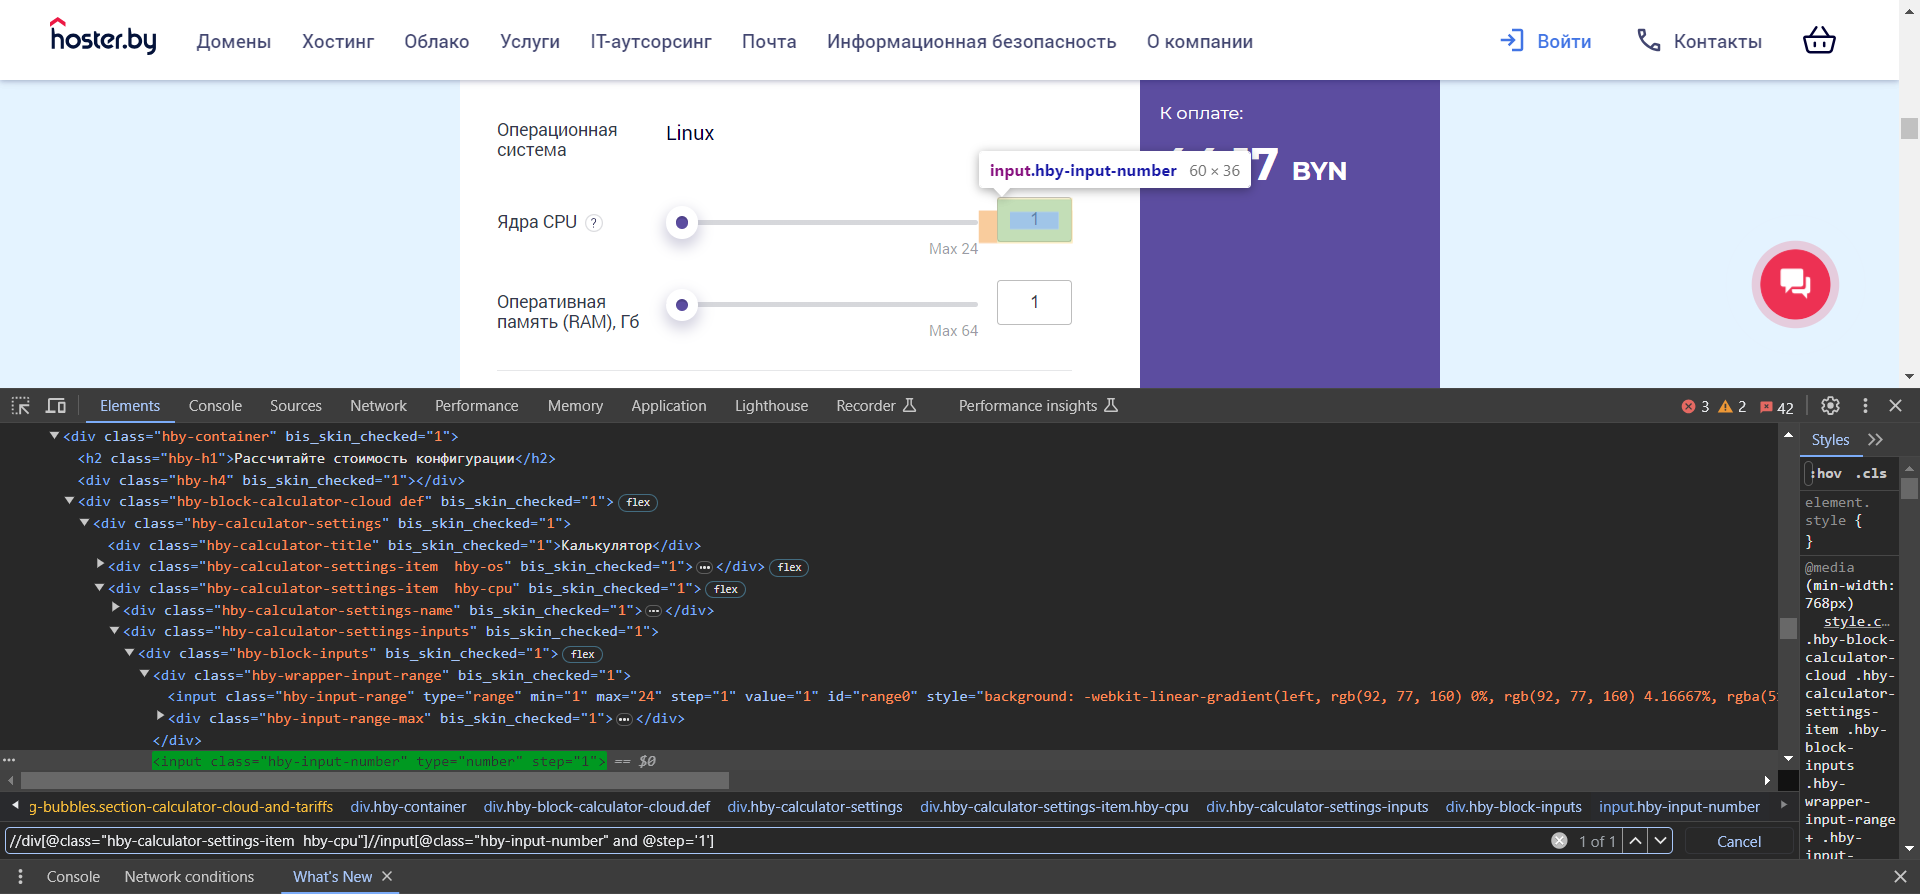 hoster.by Домены Хостинг Облако Услуги IT-аутсорсинг Почта Информационная безопасность О компании Войти Контакты
К оплате:
Операционная система
Linux
17 BYN
input.hby-input-number 60 × 36
Ядра CPU ?
1
Max 24
Оперативная память (RAM), Гб
1
Max 64
Elements Console Sources Network Performance Memory Application Lighthouse Recorder Performance insights 3 2 42
<div class="hby-container" bis_skin_checked="1">
<h2 class="hby-h1">Рассчитайте стоимость конфигурации</h2>
<div class="hby-h4" bis_skin_checked="1"></div>
<div class="hby-block-calculator-cloud def" bis_skin_checked="1"> flex
<div class="hby-calculator-settings" bis_skin_checked="1">
<div class="hby-calculator-title" bis_skin_checked="1">Калькулятор</div>
<div class="hby-calculator-settings-item  hby-os" bis_skin_checked="1">…</div> flex
<div class="hby-calculator-settings-item  hby-cpu" bis_skin_checked="1"> flex
<div class="hby-calculator-settings-name" bis_skin_checked="1">…</div>
<div class="hby-calculator-settings-inputs" bis_skin_checked="1">
<div class="hby-block-inputs" bis_skin_checked="1"> flex
<div class="hby-wrapper-input-range" bis_skin_checked="1">
<input class="hby-input-range" type="range" min="1" max="24" step="1" value="1" id="range0" style="background: -webkit-linear-gradient(left, rgb(92, 77, 160) 0%, rgb(92, 77, 160) 4.16667%, rgba(5
<div class="hby-input-range-max" bis_skin_checked="1">…</div>
</div>
… <input class="hby-input-number" type="number" step="1"> == $0
Styles
:hov .cls
element.
style {
}
@media
(min-width:
768px)
style.c…
.hby-block-
calculator-
cloud .hby-
calculator-
settings-
item .hby-
block-
inputs
.hby-
wrapper-
input-range
+ .hby-
input-
g-bubbles.section-calculator-cloud-and-tariffs div.hby-container div.hby-block-calculator-cloud.def div.hby-calculator-settings div.hby-calculator-settings-item.hby-cpu div.hby-calculator-settings-inputs div.hby-block-inputs input.hby-input-number
//div[@class="hby-calculator-settings-item  hby-cpu"]//input[@class="hby-input-number" and @step='1'] 1 of 1 Cancel
Console Network conditions What's New